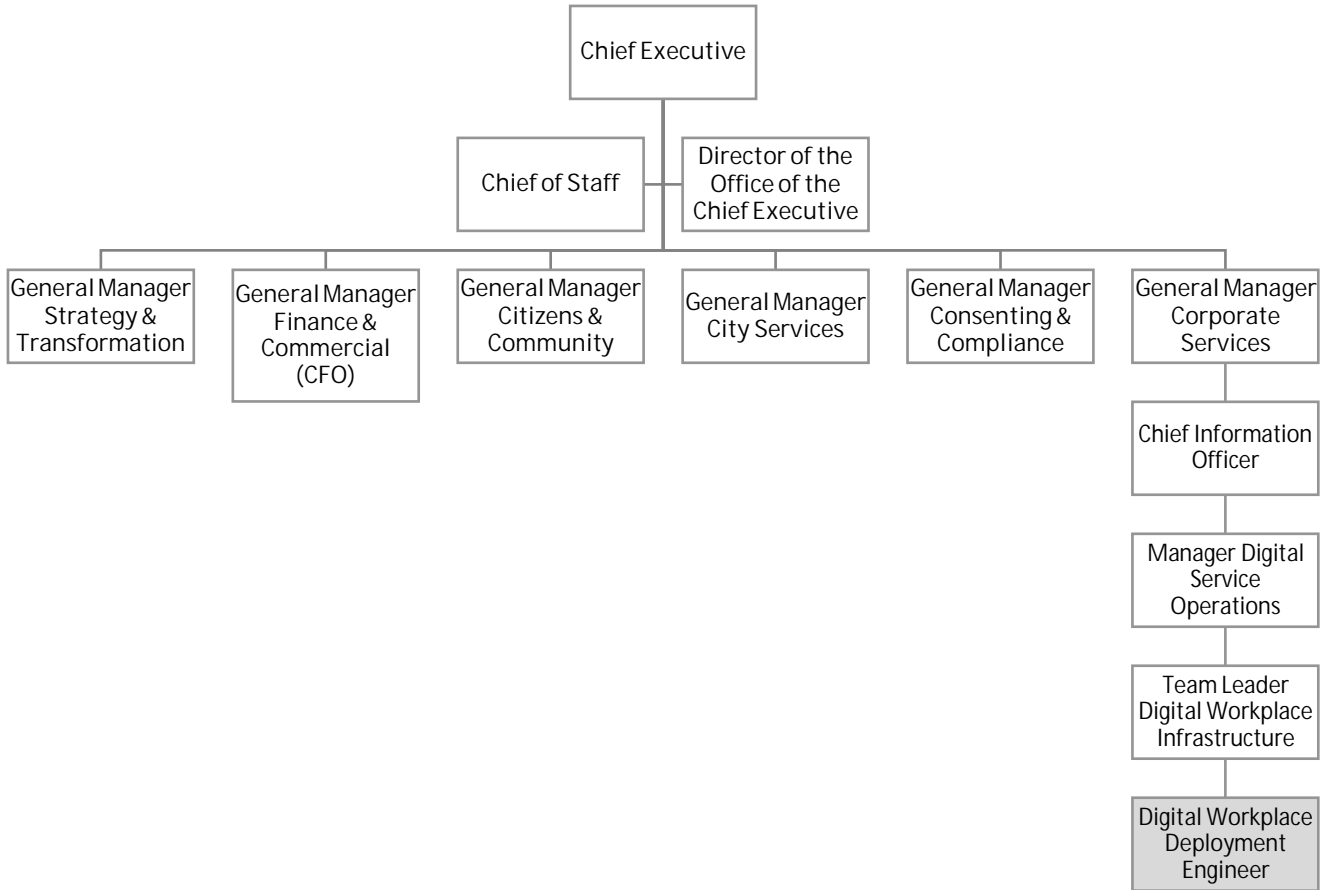 Chief Executive
Chief of Staff
Director of the
Office of the
Chief Executive
General Manager
Strategy &
Transformation
General Manager
Finance &
Commercial
(CFO)
General Manager
Citizens &
Community
General Manager
City Services
General Manager
Consenting &
Compliance
General Manager
Corporate
Services
Chief Information
Officer
Manager Digital
Service
Operations
Team Leader
Digital Workplace
Infrastructure
Digital Workplace
Deployment
Engineer